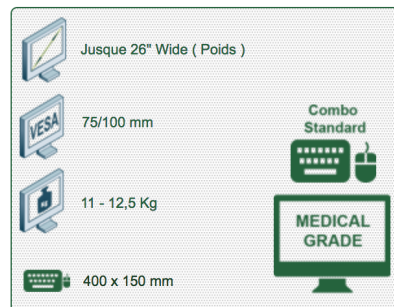 Jusque 26" Wide ( Poids )
VESA
75/100 mm
11 - 12,5 Kg
400 x 150 mm
Combo
Standard
MEDICAL
GRADE